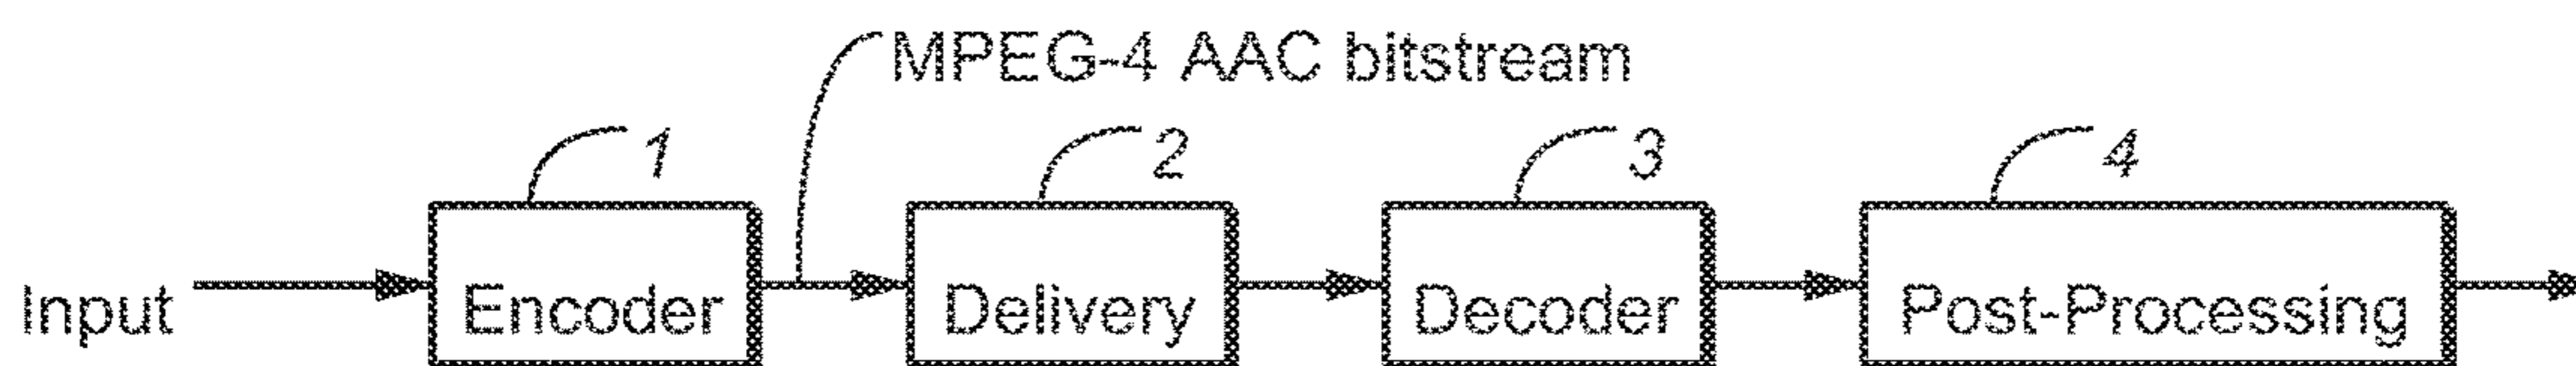 MPEG-4 AAC bitstream
1 2 3 4
Input Encoder Delivery Decoder Post-Processing